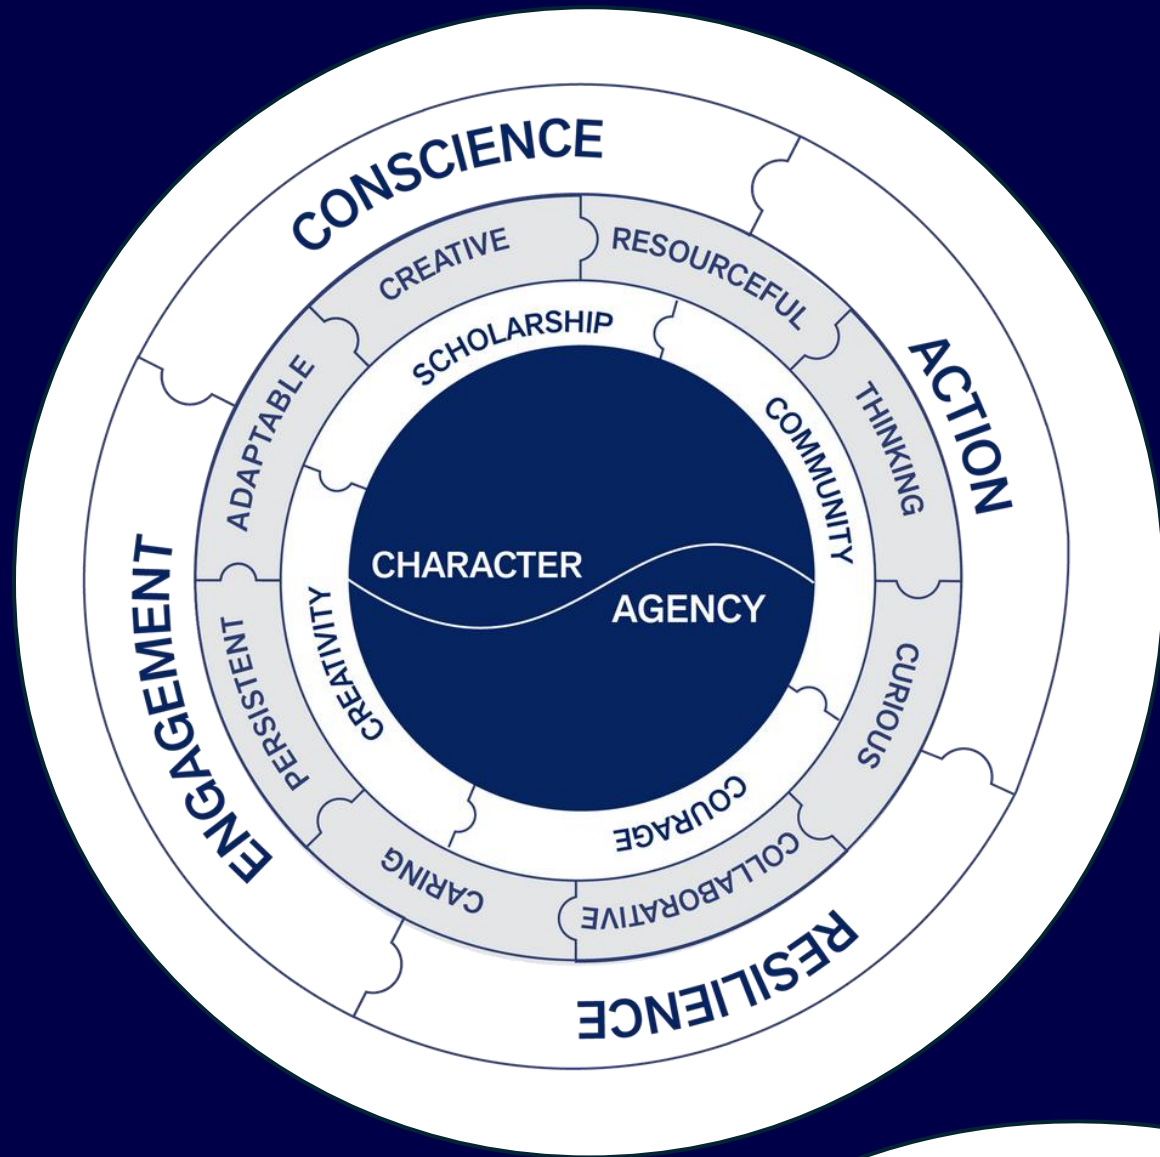 CONSCIENCE
ACTION
RESILIENCE
ENGAGEMENT
CREATIVE
RESOURCEFUL
THINKING
CURIOUS
COLLABORATIVE
CARING
PERSISTENT
ADAPTABLE
SCHOLARSHIP
COMMUNITY
COURAGE
CREATIVITY
CHARACTER
AGENCY